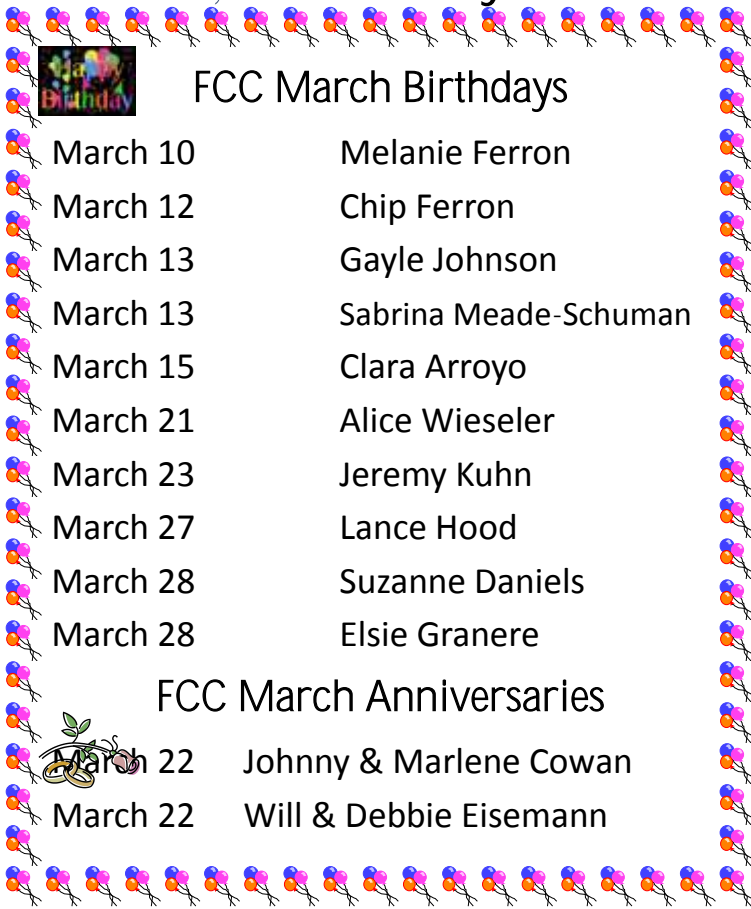 Happy
Birthday
FCC March Birthdays
March 10 Melanie Ferron
March 12 Chip Ferron
March 13 Gayle Johnson
March 13 Sabrina Meade-Schuman
March 15 Clara Arroyo
March 21 Alice Wieseler
March 23 Jeremy Kuhn
March 27 Lance Hood
March 28 Suzanne Daniels
March 28 Elsie Granere
FCC March Anniversaries
March 22 Johnny & Marlene Cowan
March 22 Will & Debbie Eisemann